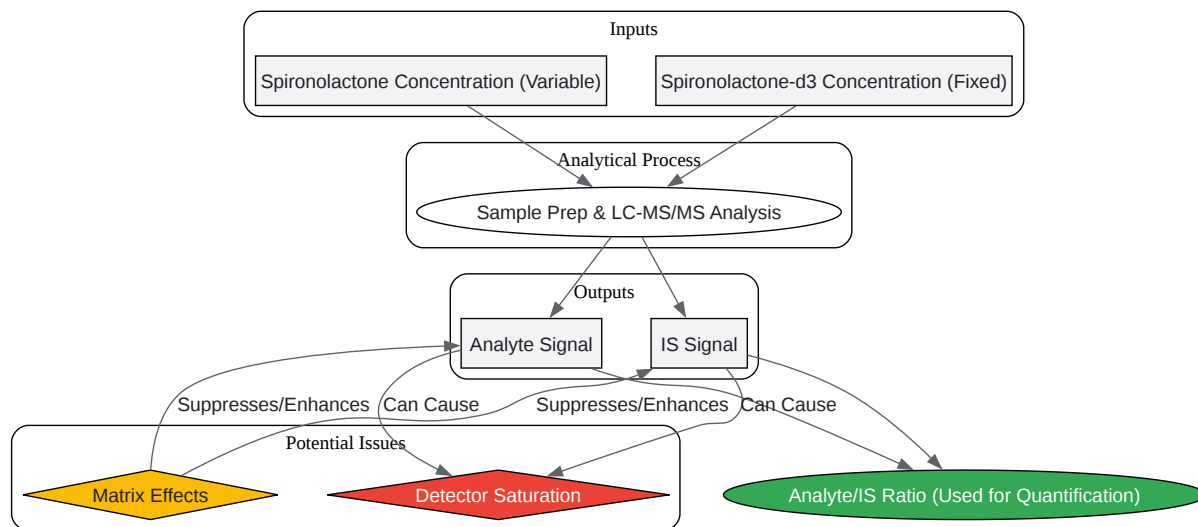 Inputs
Spironolactone Concentration (Variable)
Spironolactone-d3 Concentration (Fixed)
Analytical Process
Sample Prep & LC-MS/MS Analysis
Outputs
Analyte Signal
IS Signal
Suppresses/Enhances
Can Cause
Suppresses/Enhances
Can Cause
Potential Issues
Matrix Effects
Detector Saturation
Analyte/IS Ratio (Used for Quantification)